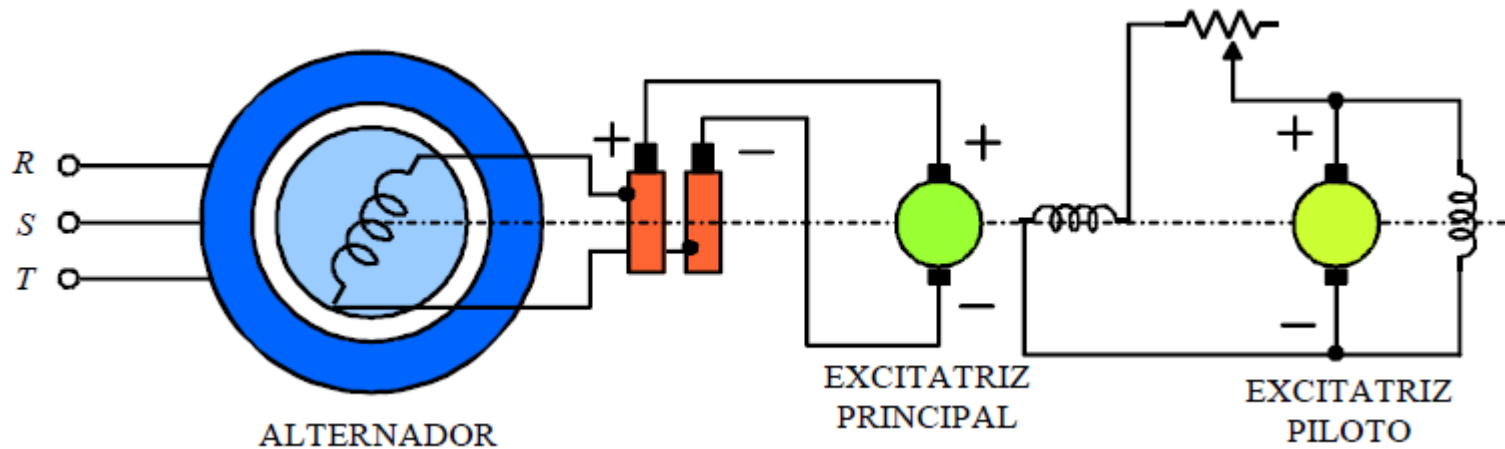 R
S
T
+
−
+
−
+
−
ALTERNADOR
EXCITATRIZ
PRINCIPAL
EXCITATRIZ
PILOTO